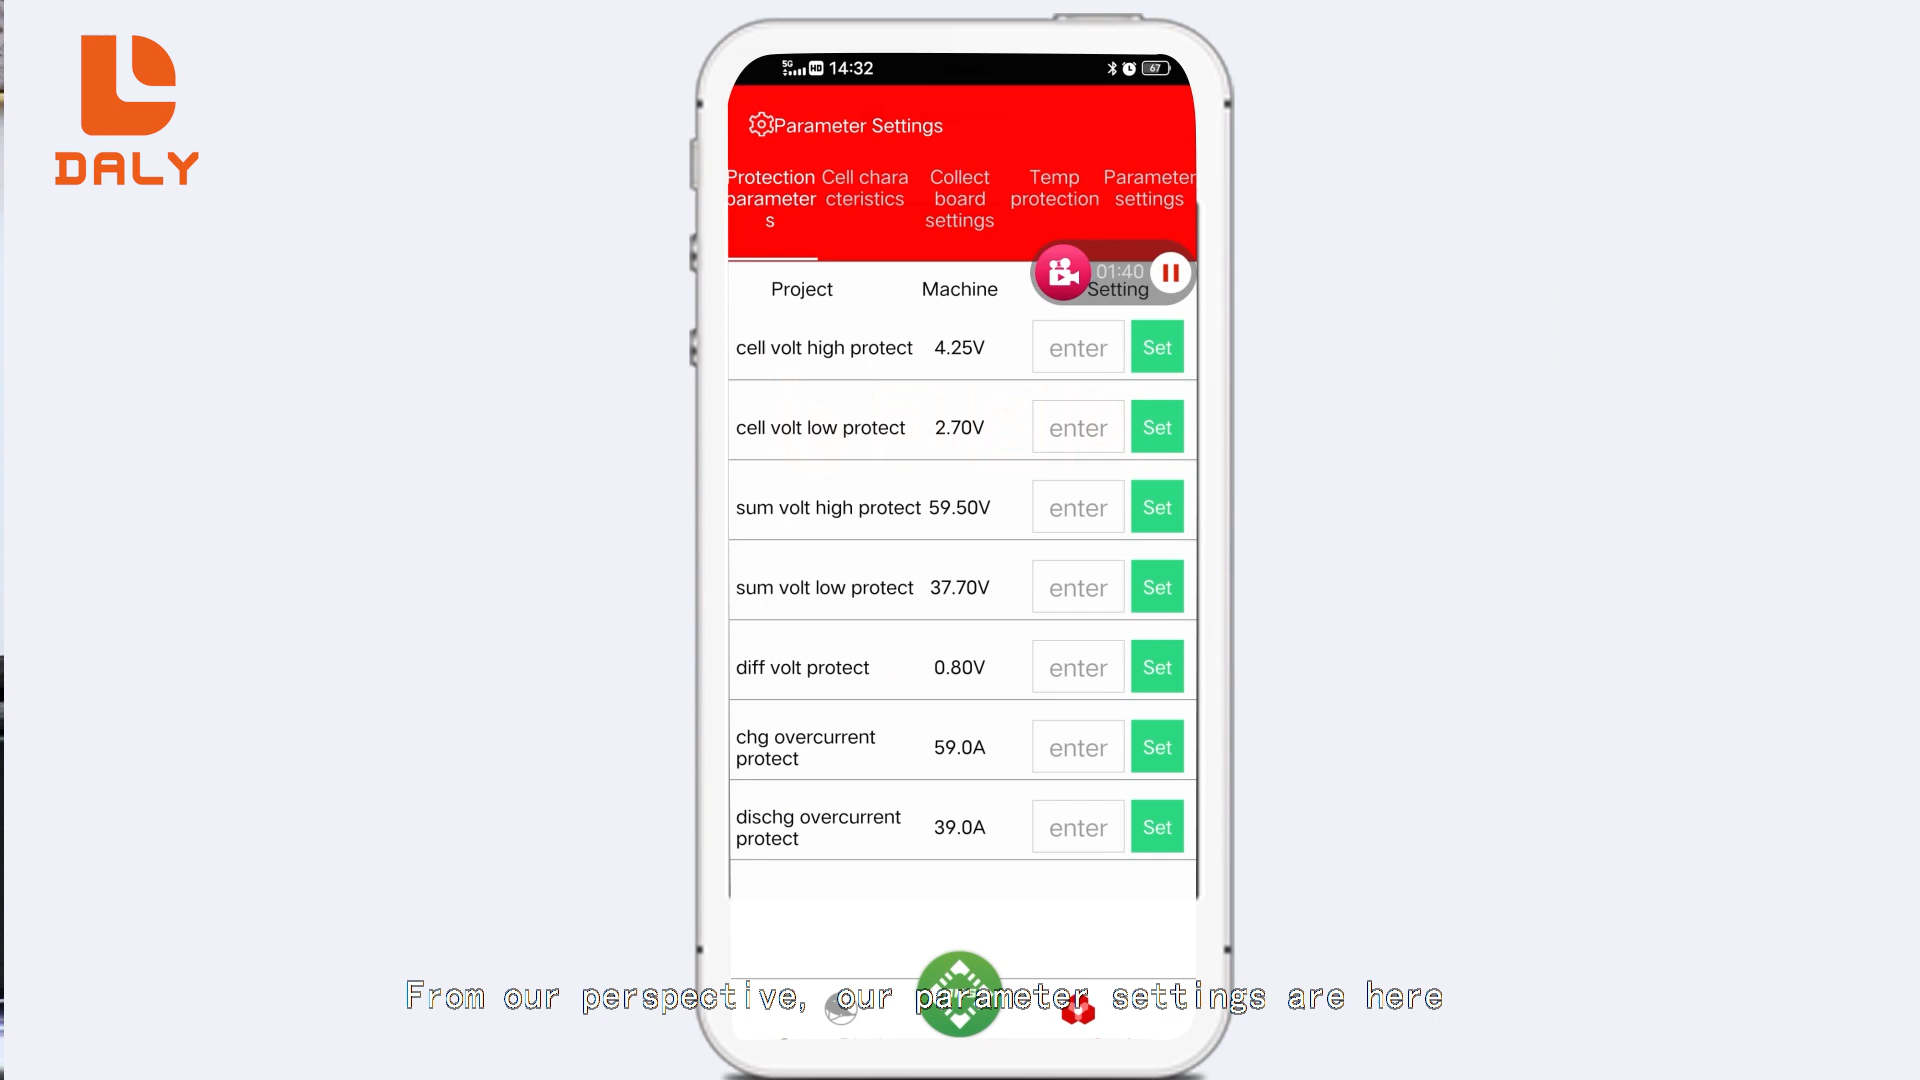 DALY
5G HD 14:32
67
Parameter Settings
Protection parameter s
Cell chara cteristics
Collect board settings
Temp protection
Parameter settings
01:40
Project Machine Setting
cell volt high protect 4.25V enter Set
cell volt low protect 2.70V enter Set
sum volt high protect 59.50V enter Set
sum volt low protect 37.70V enter Set
diff volt protect 0.80V enter Set
chg overcurrent
protect
59.0A enter Set
dischg overcurrent
protect
39.0A enter Set
From our perspective, our parameter settings are here